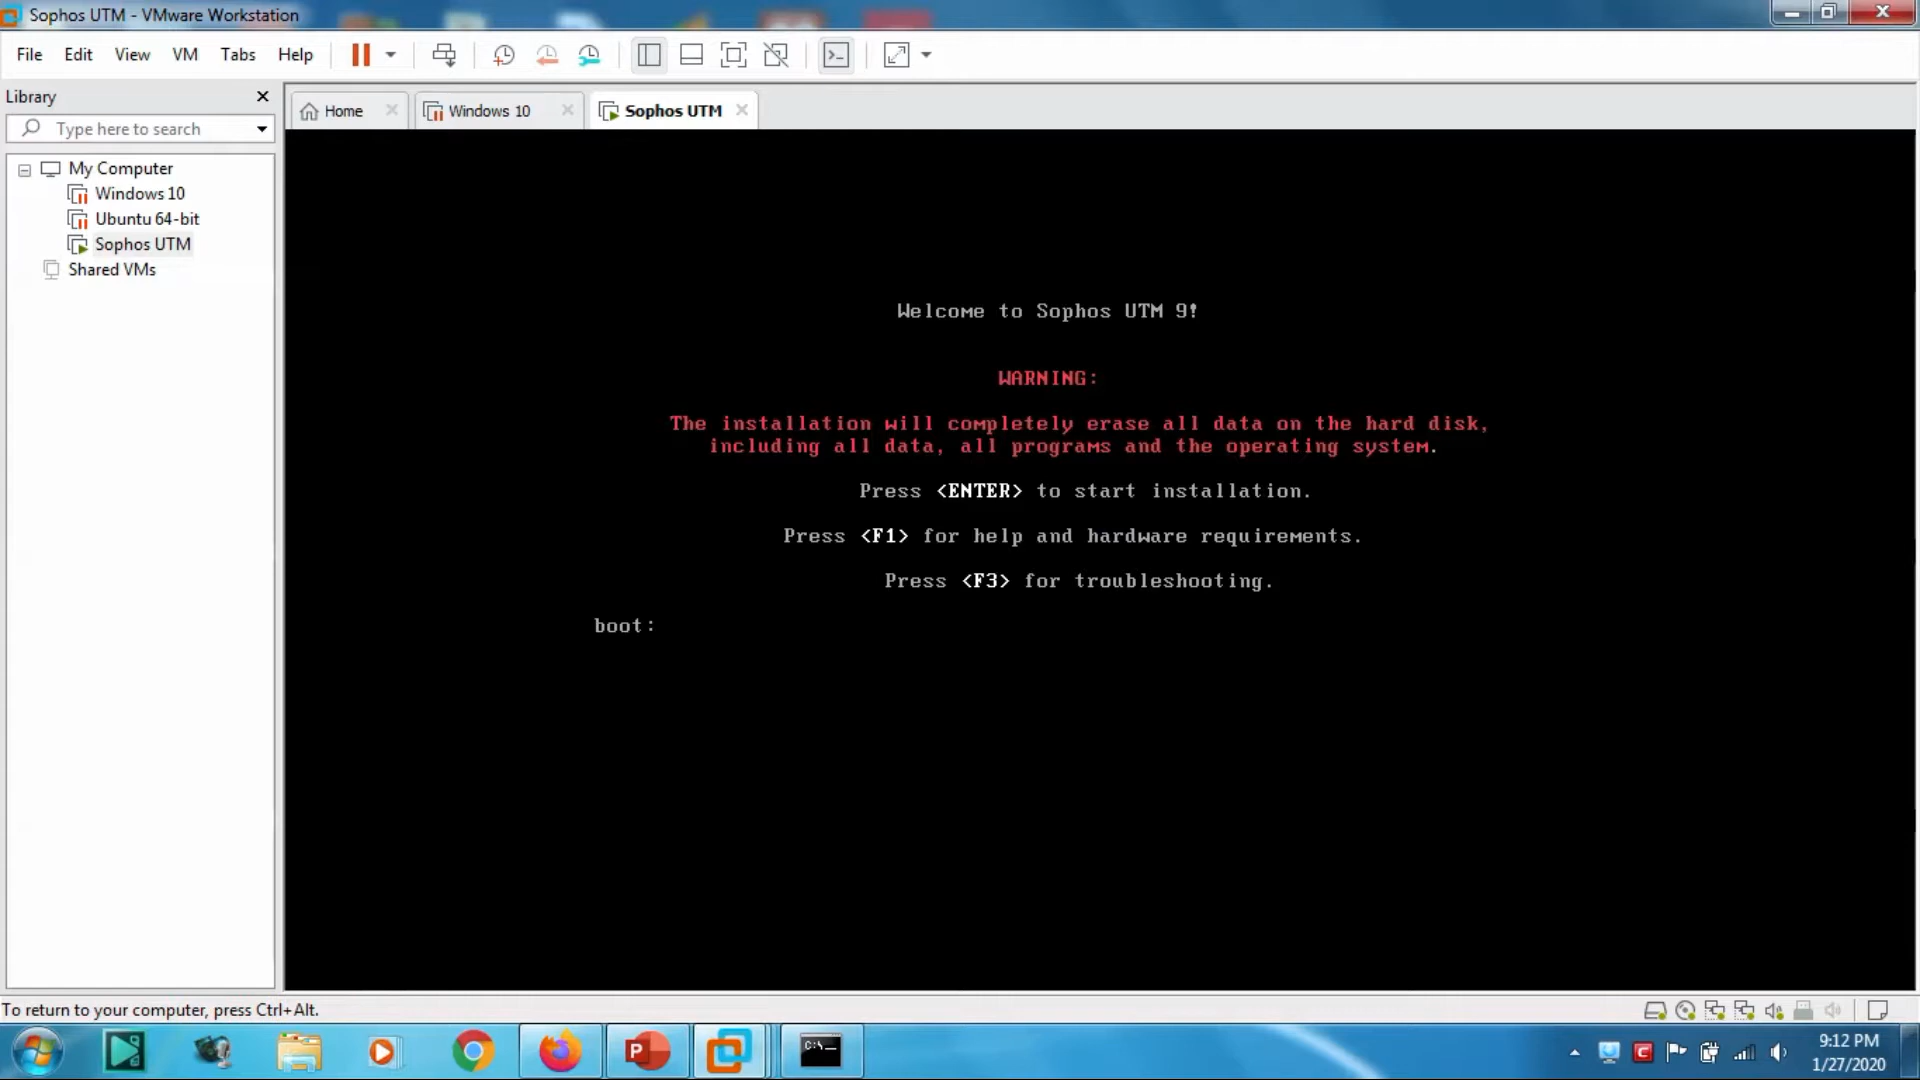 Sophos UTM - VMware Workstation
File Edit View VM Tabs Help
Library
Type here to search
My Computer
Windows 10
Ubuntu 64-bit
Sophos UTM
Shared VMs
Home Windows 10 Sophos UTM
Welcome to Sophos UTM 9!
WARNING:
The installation will completely erase all data on the hard disk,
including all data, all programs and the operating system.
Press <ENTER> to start installation.
Press <F1> for help and hardware requirements.
Press <F3> for troubleshooting.
boot:
To return to your computer, press Ctrl+Alt.
9:12 PM
1/27/2020